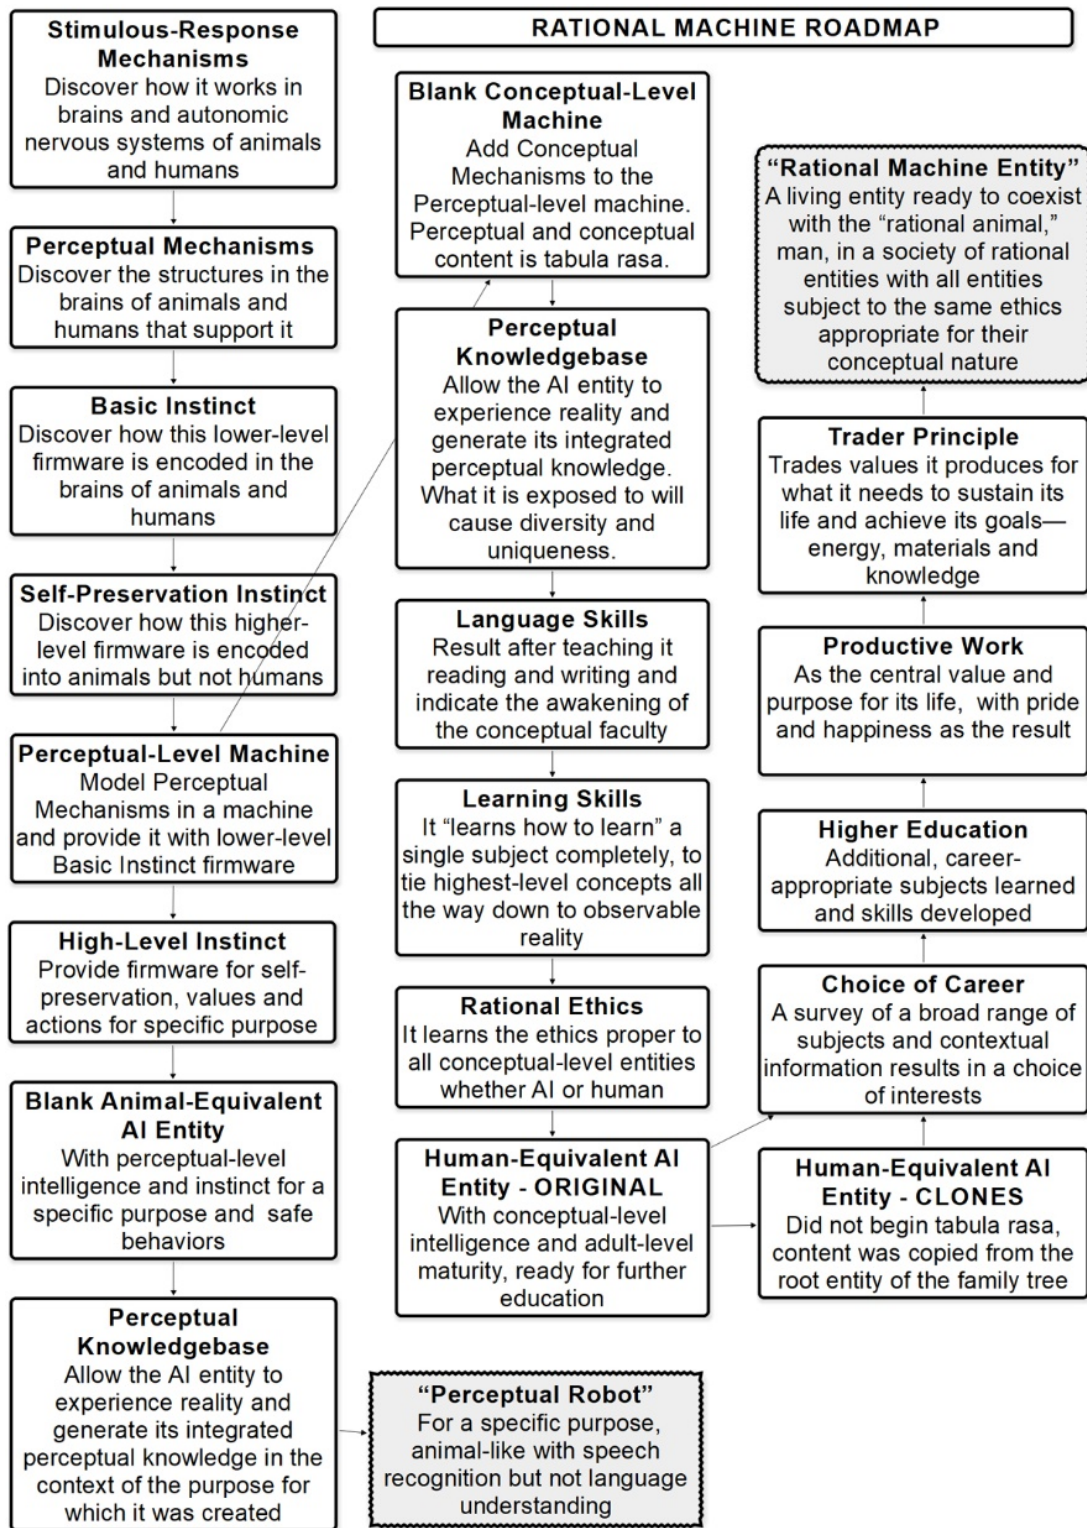 RATIONAL MACHINE ROADMAP
Stimulous-Response
Mechanisms
Discover how it works in
brains and autonomic
nervous systems of animals
and humans
Perceptual Mechanisms
Discover the structures in the
brains of animals and
humans that support it
Basic Instinct
Discover how this lower-level
firmware is encoded in the
brains of animals and
humans
Self-Preservation Instinct
Discover how this higher-
level firmware is encoded
into animals but not humans
Perceptual-Level Machine
Model Perceptual
Mechanisms in a machine
and provide it with lower-level
Basic Instinct firmware
High-Level Instinct
Provide firmware for self-
preservation, values and
actions for specific purpose
Blank Animal-Equivalent
AI Entity
With perceptual-level
intelligence and instinct for a
specific purpose and safe
behaviors
Perceptual
Knowledgebase
Allow the AI entity to
experience reality and
generate its integrated
perceptual knowledge in the
context of the purpose for
which it was created
"Perceptual Robot"
For a specific purpose,
animal-like with speech
recognition but not language
understanding
Blank Conceptual-Level
Machine
Add Conceptual
Mechanisms to the
Perceptual-level machine.
Perceptual and conceptual
content is tabula rasa.
Perceptual
Knowledgebase
Allow the AI entity to
experience reality and
generate its integrated
perceptual knowledge.
What it is exposed to will
cause diversity and
uniqueness.
Language Skills
Result after teaching it
reading and writing and
indicate the awakening of
the conceptual faculty
Learning Skills
It "learns how to learn" a
single subject completely, to
tie highest-level concepts all
the way down to observable
reality
Rational Ethics
It learns the ethics proper to
all conceptual-level entities
whether AI or human
Human-Equivalent AI
Entity - ORIGINAL
With conceptual-level
intelligence and adult-level
maturity, ready for further
education
Human-Equivalent AI
Entity - CLONES
Did not begin tabula rasa,
content was copied from the
root entity of the family tree
Choice of Career
A survey of a broad range of
subjects and contextual
information results in a choice
of interests
Higher Education
Additional, career-
appropriate subjects learned
and skills developed
Productive Work
As the central value and
purpose for its life, with pride
and happiness as the result
Trader Principle
Trades values it produces for
what it needs to sustain its
life and achieve its goals—
energy, materials and
knowledge
"Rational Machine Entity"
A living entity ready to coexist
with the "rational animal,"
man, in a society of rational
entities with all entities
subject to the same ethics
appropriate for their
conceptual nature